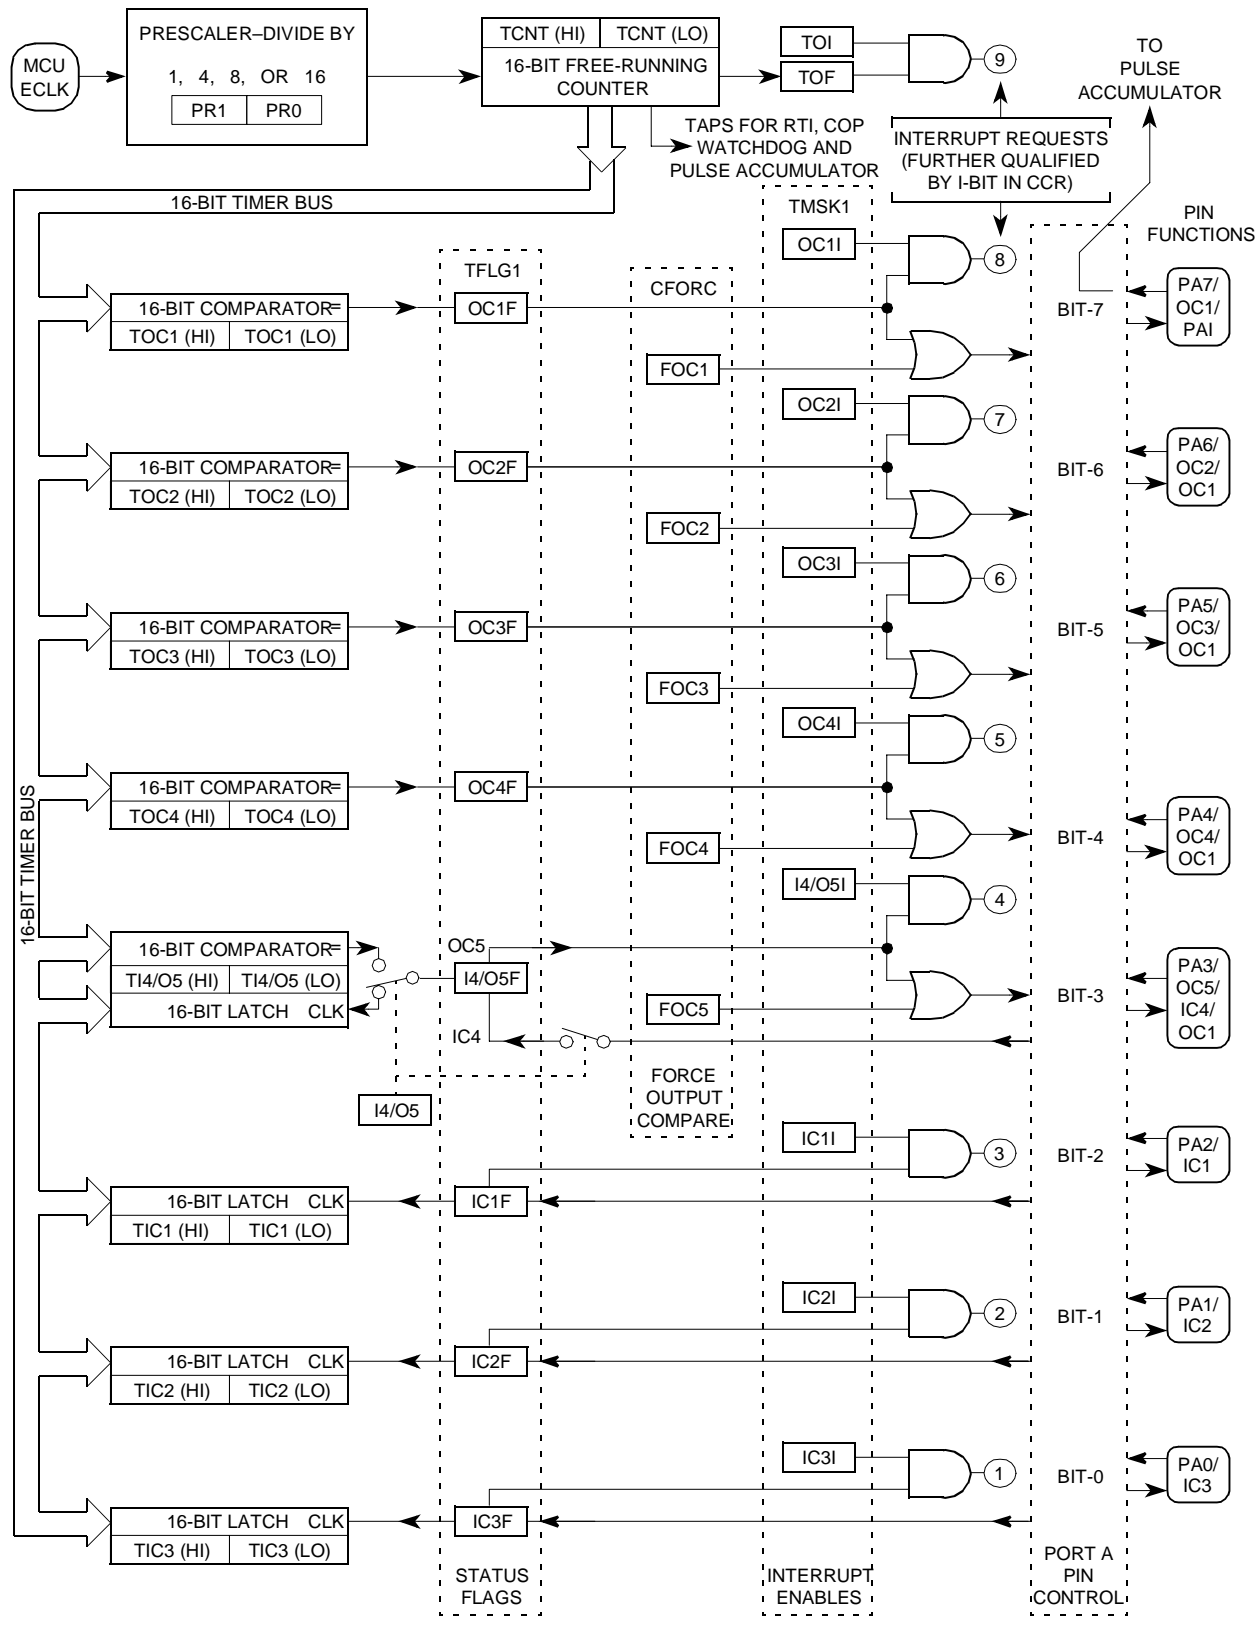 MCU
ECLK
PRESCALER–DIVIDE BY
1, 4, 8, OR 16
PR1 PR0
TCNT (HI) TCNT (LO)
16-BIT FREE-RUNNING
COUNTER
TOI
TOF
9
TO
PULSE
ACCUMULATOR
TAPS FOR RTI, COP
WATCHDOG AND
PULSE ACCUMULATOR
INTERRUPT REQUESTS
(FURTHER QUALIFIED
BY I-BIT IN CCR)
16-BIT TIMER BUS
16-BIT TIMER BUS
TFLG1
CFORC
TMSK1
PIN
FUNCTIONS
OC1I
8
16-BIT COMPARATOR=
TOC1 (HI) TOC1 (LO)
OC1F
FOC1
BIT-7
PA7/
OC1/
PAI
OC2I
7
16-BIT COMPARATOR=
TOC2 (HI) TOC2 (LO)
OC2F
FOC2
BIT-6
PA6/
OC2/
OC1
OC3I
6
16-BIT COMPARATOR=
TOC3 (HI) TOC3 (LO)
OC3F
FOC3
BIT-5
PA5/
OC3/
OC1
OC4I
5
16-BIT COMPARATOR=
TOC4 (HI) TOC4 (LO)
OC4F
FOC4
BIT-4
PA4/
OC4/
OC1
I4/O5I
4
16-BIT COMPARATOR=
TI4/O5 (HI) TI4/O5 (LO)
16-BIT LATCH CLK
OC5
I4/O5F
IC4
FOC5
BIT-3
PA3/
OC5/
IC4/
OC1
I4/O5
FORCE
OUTPUT
COMPARE
IC1I
3
16-BIT LATCH CLK
TIC1 (HI) TIC1 (LO)
IC1F
BIT-2
PA2/
IC1
IC2I
2
16-BIT LATCH CLK
TIC2 (HI) TIC2 (LO)
IC2F
BIT-1
PA1/
IC2
IC3I
1
16-BIT LATCH CLK
TIC3 (HI) TIC3 (LO)
IC3F
BIT-0
PA0/
IC3
STATUS
FLAGS
INTERRUPT
ENABLES
PORT A
PIN
CONTROL